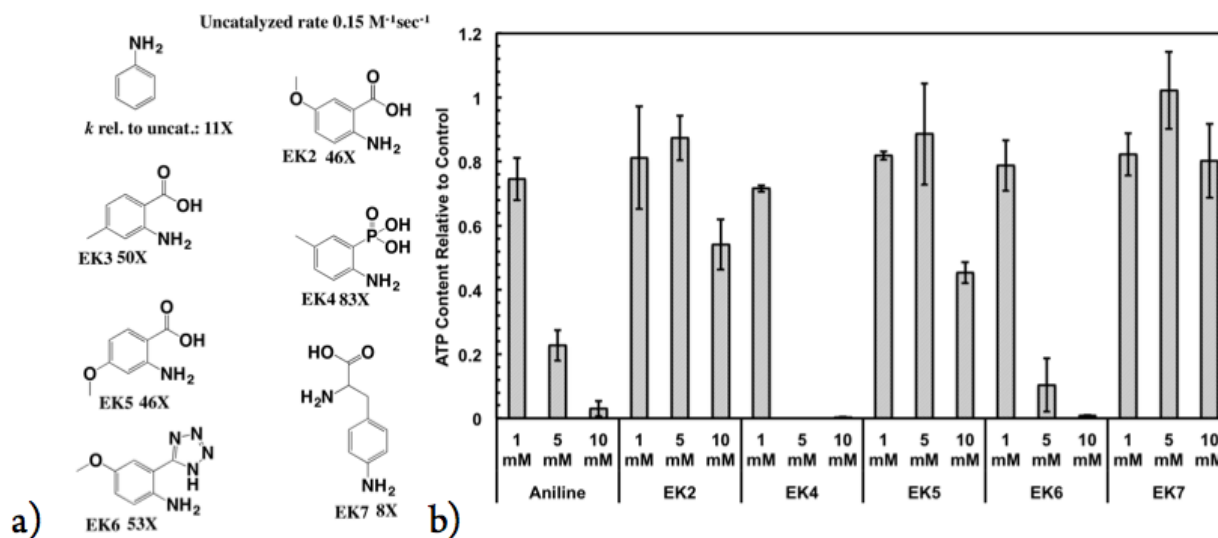 Uncatalyzed rate 0.15 M⁻¹sec⁻¹
NH₂
k rel. to uncat.: 11X
O
O
OH
NH₂
EK2 46X
O
OH
NH₂
EK3 50X
O
P
OH
OH
NH₂
EK4 83X
O
OH
O
NH₂
EK5 46X
HO
O
H₂N
NH₂
EK7 8X
O
N
N
N
N
H
NH₂
EK6 53X
a)
b)
ATP Content Relative to Control
1.2
1
0.8
0.6
0.4
0.2
0
1 5 10 1 5 10 1 5 10 1 5 10 1 5 10 1 5 10
mM mM mM mM mM mM mM mM mM mM mM mM mM mM mM mM mM mM
Aniline EK2 EK4 EK5 EK6 EK7